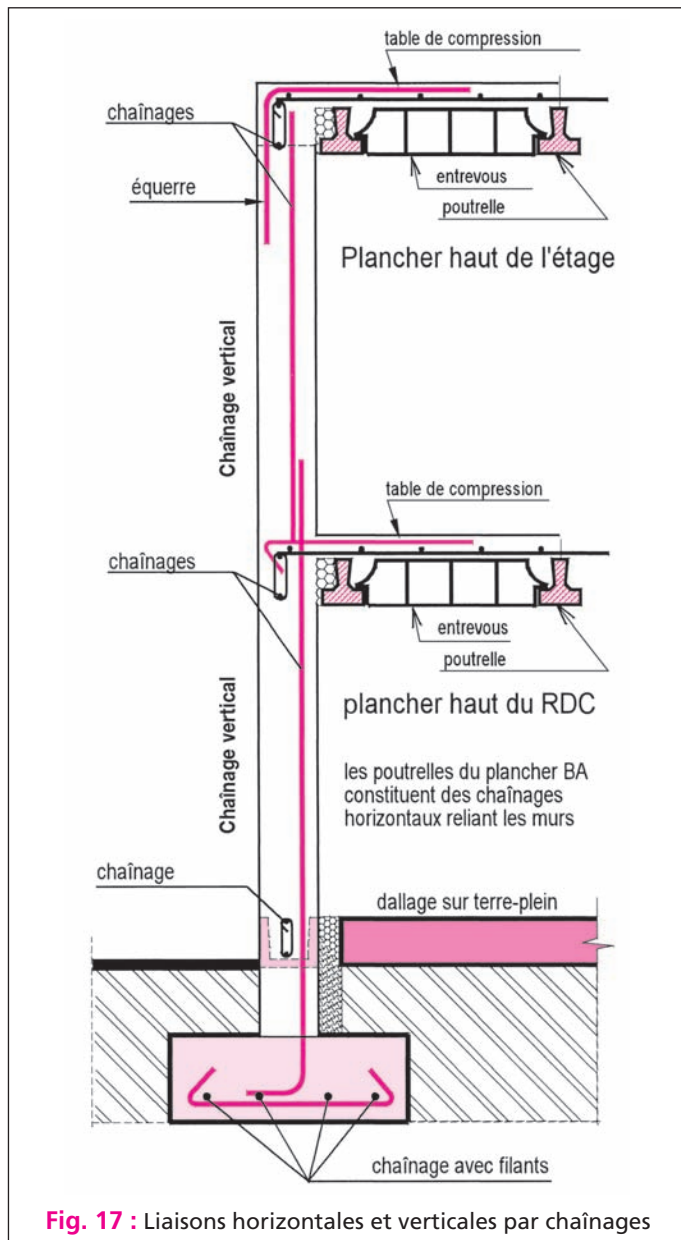 table de compression
chaînages
équerre
entrevous
poutrelle
Plancher haut de l'étage
Chaînage vertical
table de compression
chaînages
entrevous
poutrelle
plancher haut du RDC
Chaînage vertical
les poutrelles du plancher BA
constituent des chaînages
horizontaux reliant les murs
chaînage
dallage sur terre-plein
chaînage avec filants
Fig. 17 : Liaisons horizontales et verticales par chaînages